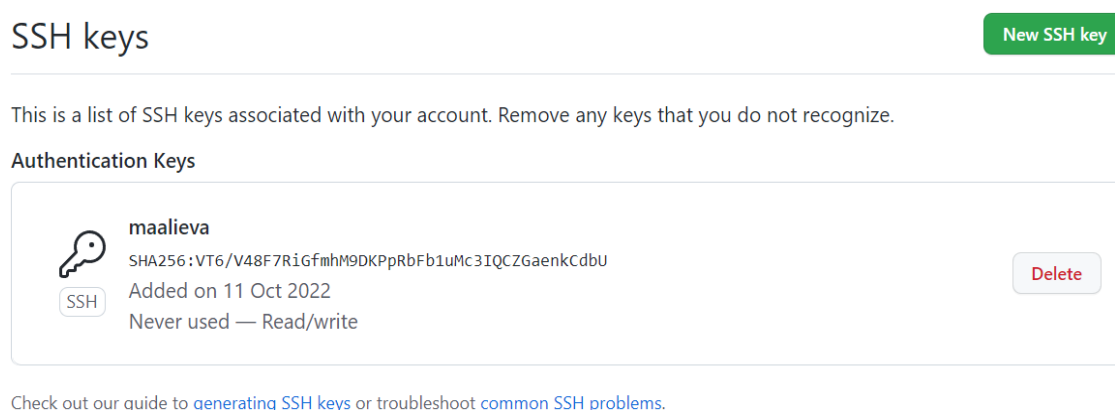 SSH keys
New SSH key
This is a list of SSH keys associated with your account. Remove any keys that you do not recognize.
Authentication Keys
maalieva
SHA256:VT6/V48F7RiGfmhM9DKPpRbFb1uMc3IQCZGaenkCdbU
SSH
Added on 11 Oct 2022
Never used — Read/write
Delete
Check out our guide to generating SSH keys or troubleshoot common SSH problems.